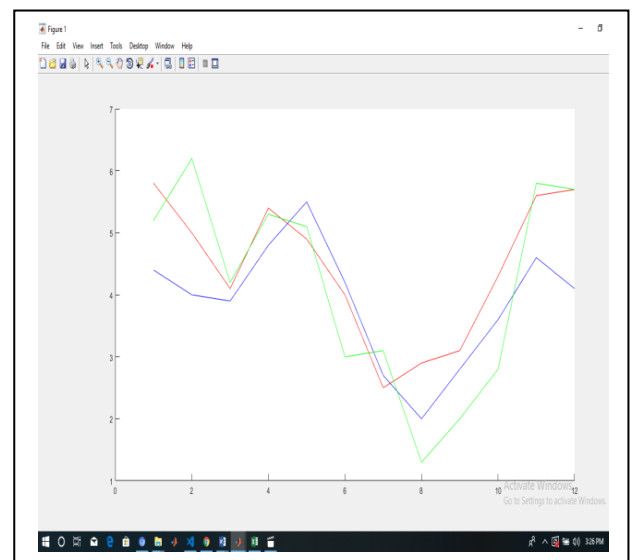 Figure 1
File Edit View Insert Tools Desktop Window Help
7
6
5
4
3
2
1
0 2 4 6 8 10 12
Activate Windows
Go to Settings to activate Windows.
3:26 PM